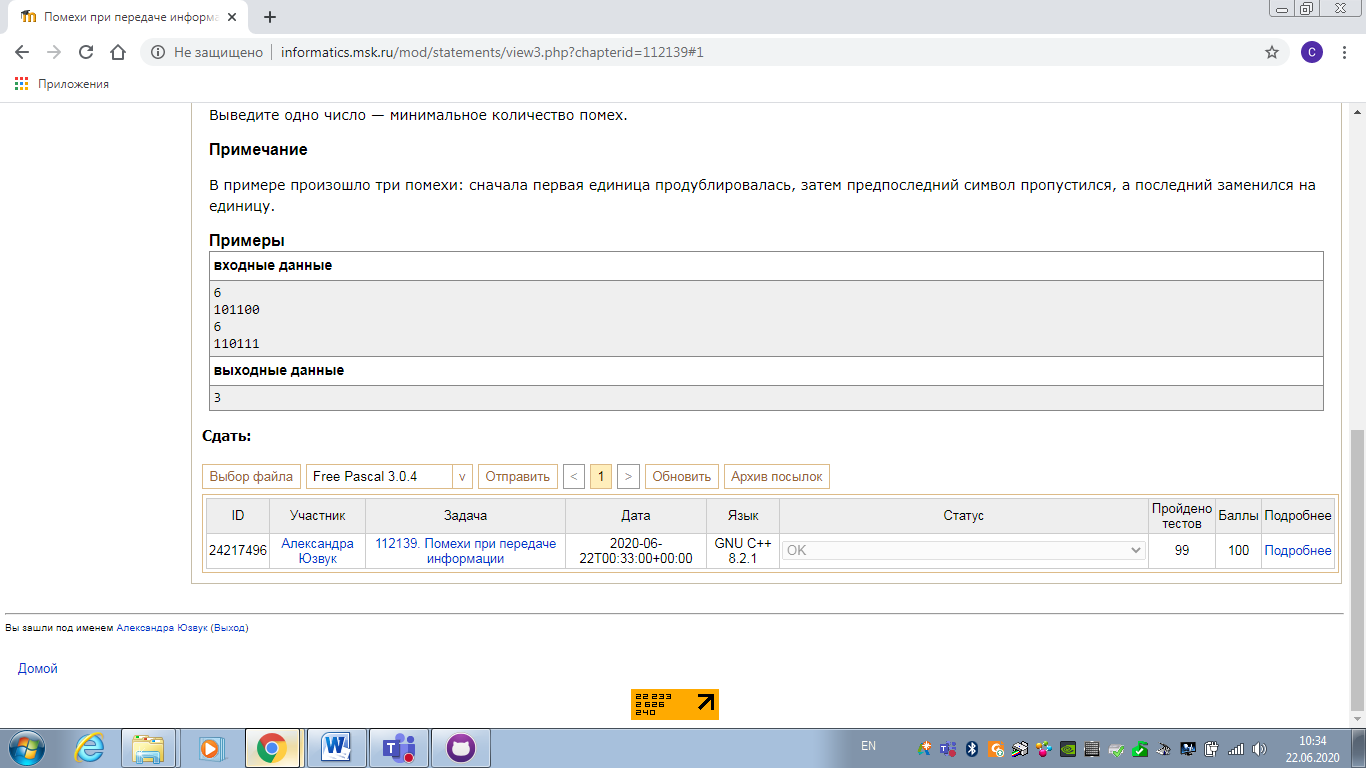 Помехи при передаче информа
Не защищено
informatics.msk.ru/mod/statements/view3.php?chapterid=112139#1
C
Приложения
Выведите одно число — минимальное количество помех.
Примечание
В примере произошло три помехи: сначала первая единица продублировалась, затем предпоследний символ пропустился, а последний заменился на
единицу.
Примеры
входные данные
6
101100
6
110111
выходные данные
3
Сдать:
Выбор файла Free Pascal 3.0.4 v Отправить < 1 > Обновить Архив посылок
ID Участник Задача Дата Язык Статус Пройдено тестов Баллы Подробнее
24217496 Александра Юзвук 112139. Помехи при передаче информации 2020-06-22T00:33:00+00:00 GNU C++ 8.2.1 OK 99 100 Подробнее
Вы зашли под именем Александра Юзвук (Выход)
Домой
22 233
2 626
240
EN
10:34
22.06.2020